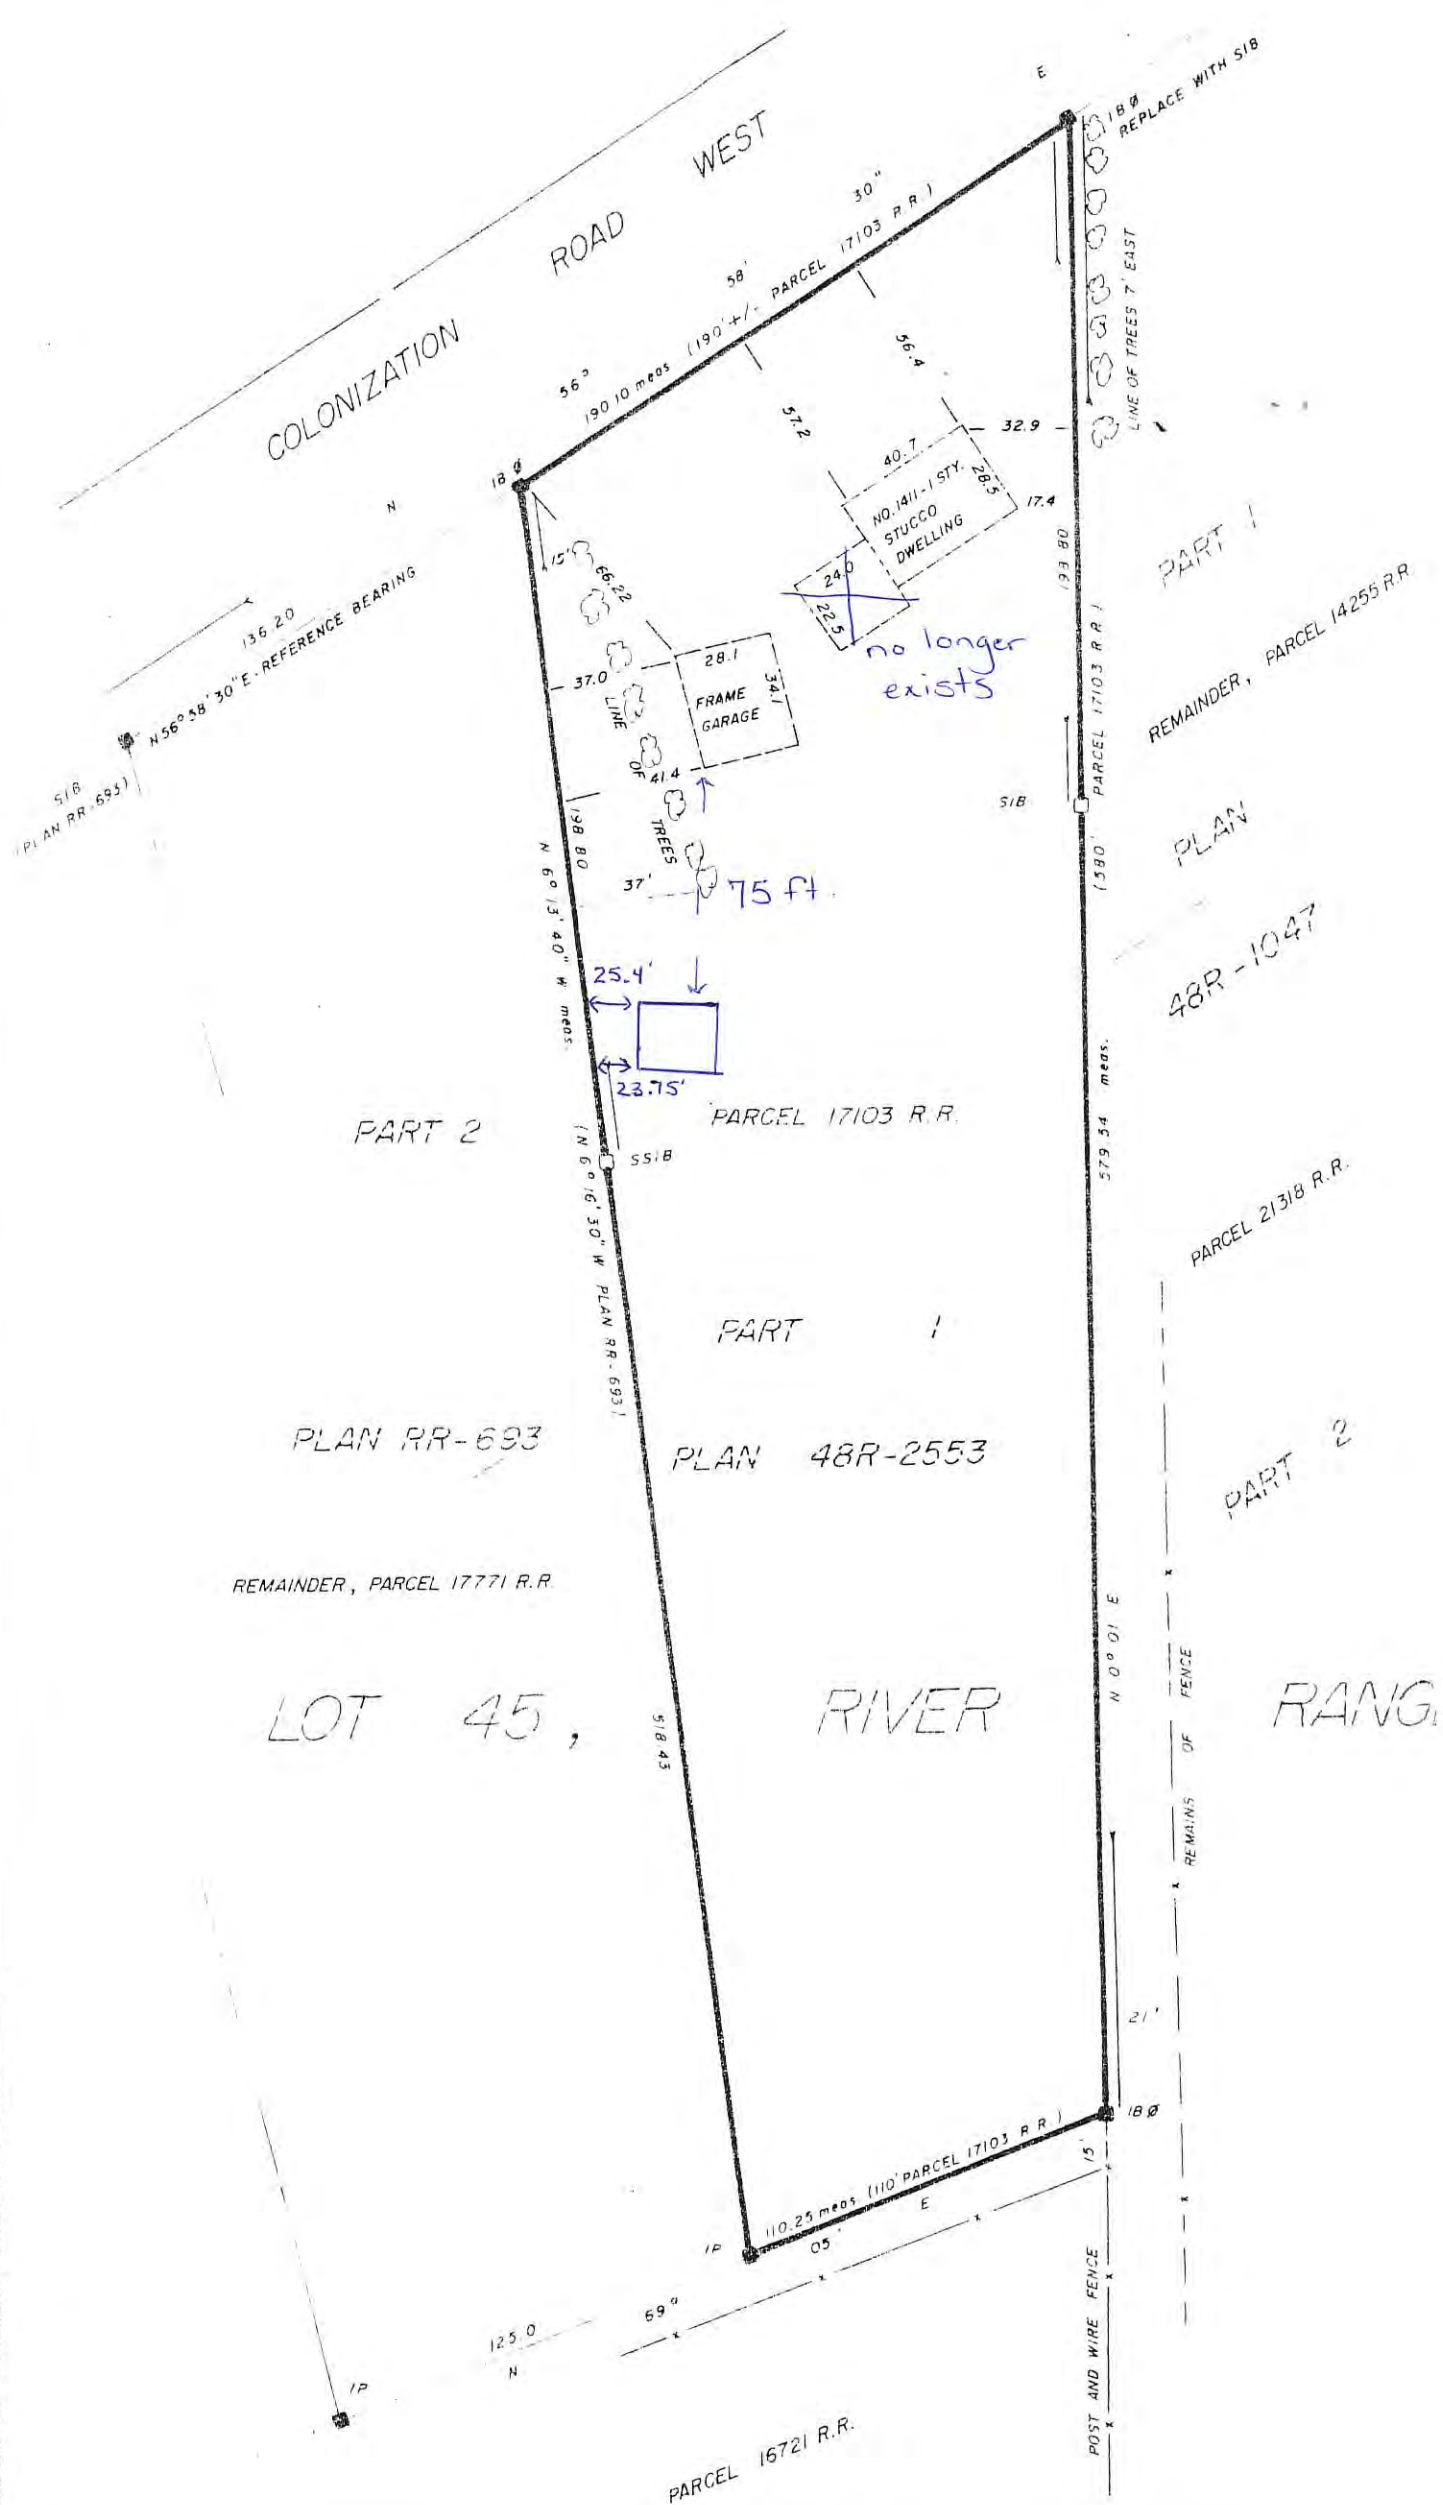 E
IBØ
REPLACE WITH SIB
COLONIZATION ROAD WEST
N 56° 58' 30" E
190.10 meas (190'+/- PARCEL 17103 R.R.)
LINE OF TREES 7' EAST
IBØ
56.4
57.2
32.9
40.7
28.5
17.4
NO. 1411-1 STY.
STUCCO
DWELLING
24.0
22.5
no longer
exists
15'
66.22
136.20
N 56° 58' 30" E - REFERENCE BEARING
SIB
(PLAN RR-693)
37.0
28.1
34.1
FRAME
GARAGE
LINE OF TREES
41.4
37'
75 ft.
25.4'
23.75'
198 80
N 6° 13' 40" W meas.
(N 6° 16' 30" W PLAN RR-693)
SSIB
518.43
193 80
SIB
(580' PARCEL 17103 R.R.)
579.54 meas.
N 0° 01' E
PART 1
REMAINDER, PARCEL 14255 R.R.
PLAN
48R-1047
PARCEL 21318 R.R.
PART 2
PART 2
PARCEL 17103 R.R.
PART 1
PLAN RR-693
PLAN 48R-2553
REMAINDER, PARCEL 17771 R.R.
LOT 45, RIVER RANG
REMAINS OF FENCE
21'
IBØ
15'
110.25 meas. (110' PARCEL 17103 R.R.)
IP
N 69° 05' E
125.0
IP
POST AND WIRE FENCE
PARCEL 16721 R.R.